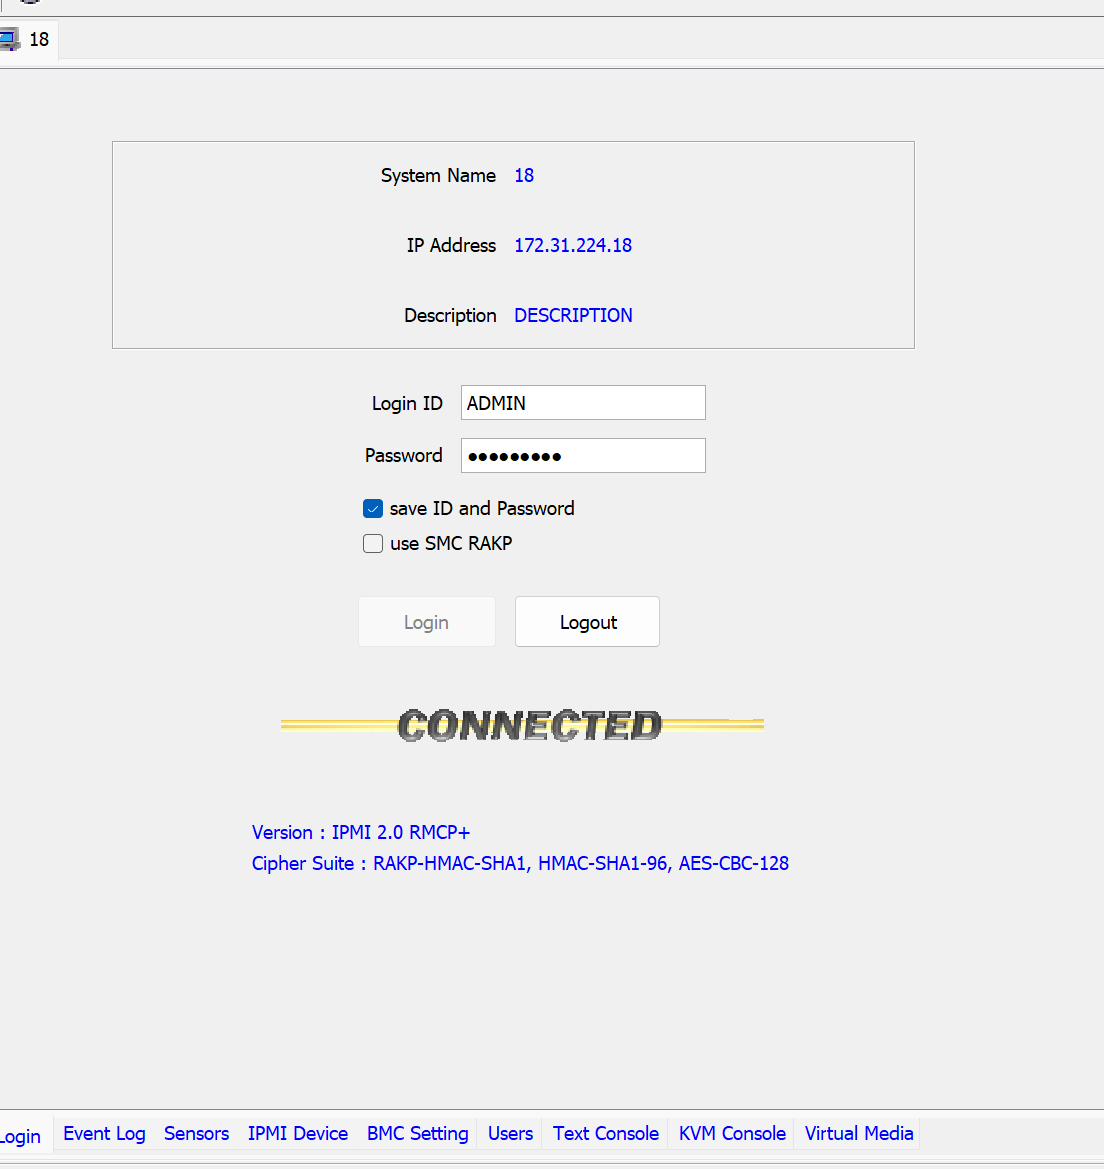 18
System Name 18
IP Address 172.31.224.18
Description DESCRIPTION
Login ID ADMIN
Password ●●●●●●●●●
save ID and Password
use SMC RAKP
Login Logout
CONNECTED
Version : IPMI 2.0 RMCP+
Cipher Suite : RAKP-HMAC-SHA1, HMAC-SHA1-96, AES-CBC-128
Login Event Log Sensors IPMI Device BMC Setting Users Text Console KVM Console Virtual Media